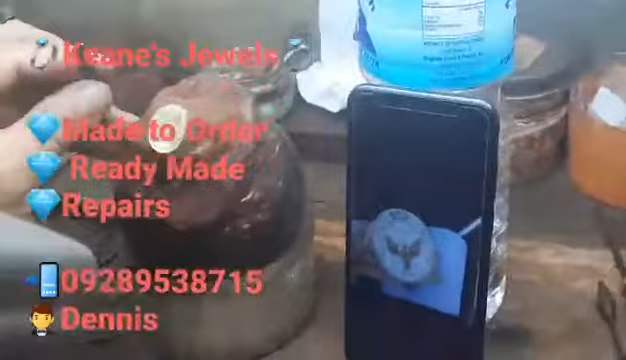 💍Keane's Jewels💍
💎Made to Order
💎 Ready Made
💎Repairs
📲09289538715
👨‍💼Dennis